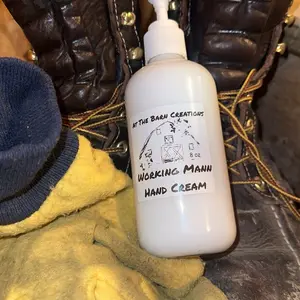 At The Barn Creations
8 oz
Working Mann
Hand Cream